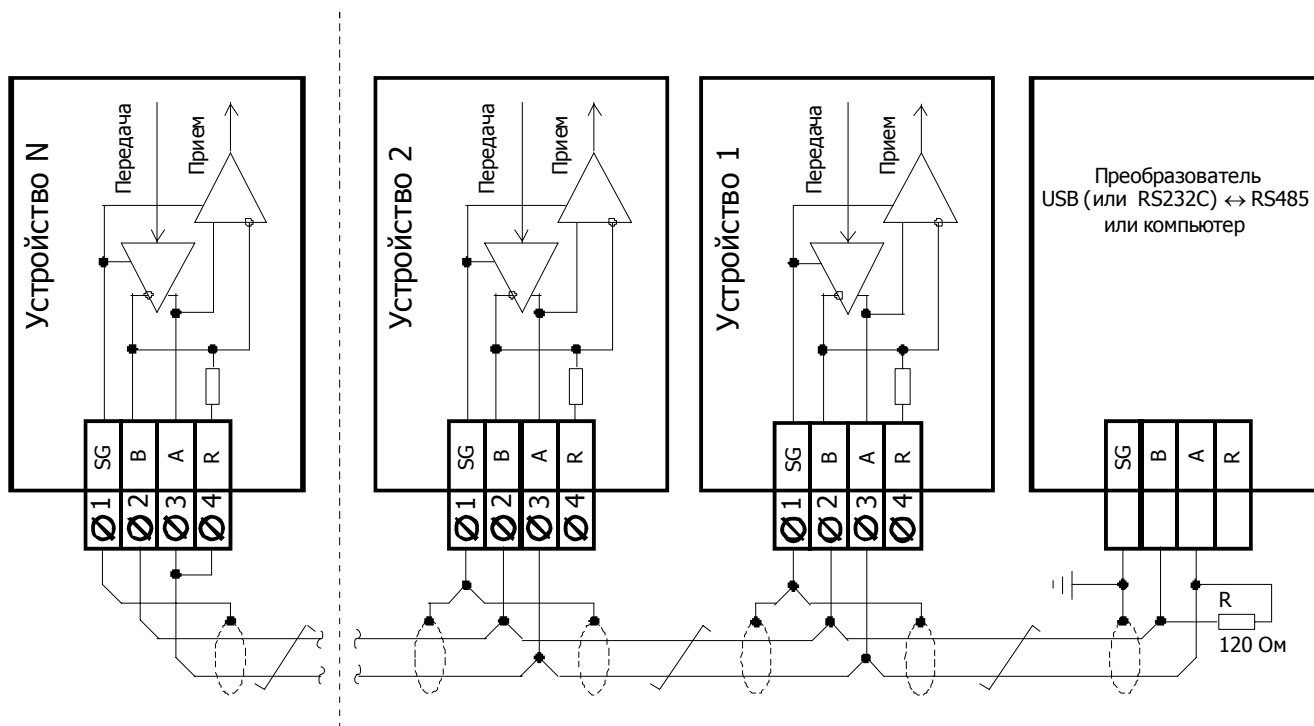 Устройство N
Передача
Прием
SG
B
A
R
1
2
3
4
Устройство 2
Передача
Прием
SG
B
A
R
1
2
3
4
Устройство 1
Передача
Прием
SG
B
A
R
1
2
3
4
Преобразователь
USB (или RS232C) ↔ RS485
или компьютер
SG
B
A
R
R
120 Ом